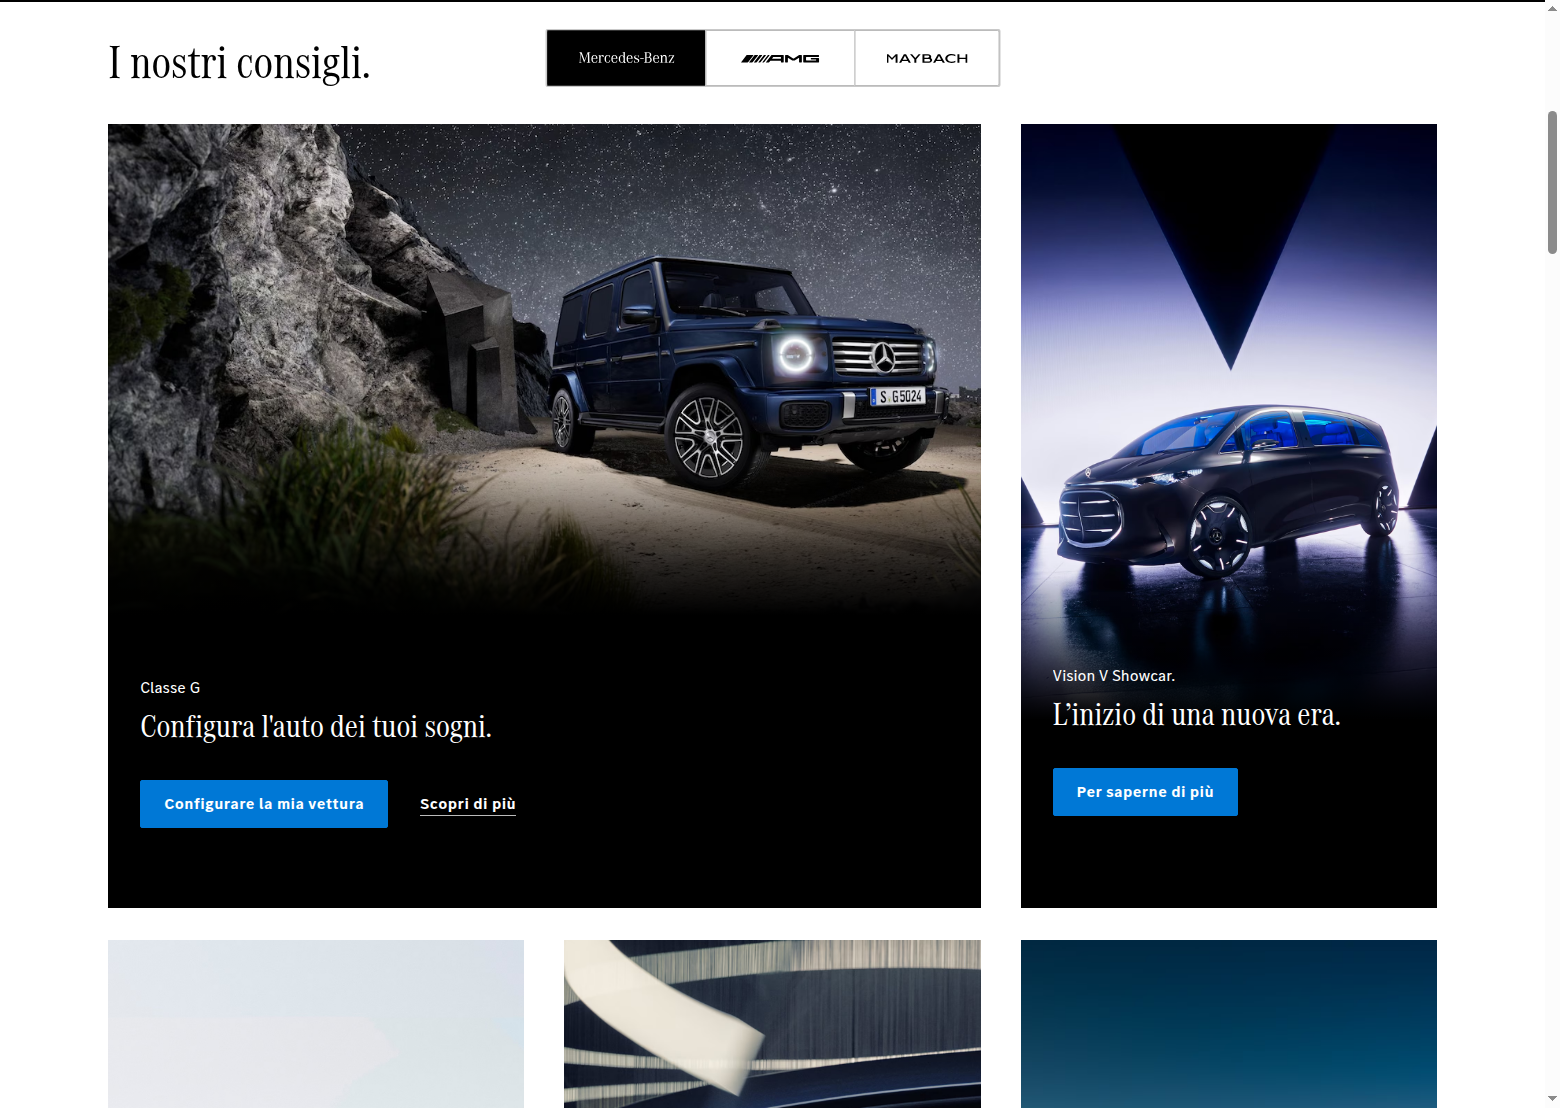 I nostri consigli.
Mercedes-Benz
AMG
MAYBACH
S G 5024
Classe G
Configura l'auto dei tuoi sogni.
Configurare la mia vettura
Scopri di più
Vision V Showcar.
L’inizio di una nuova era.
Per saperne di più